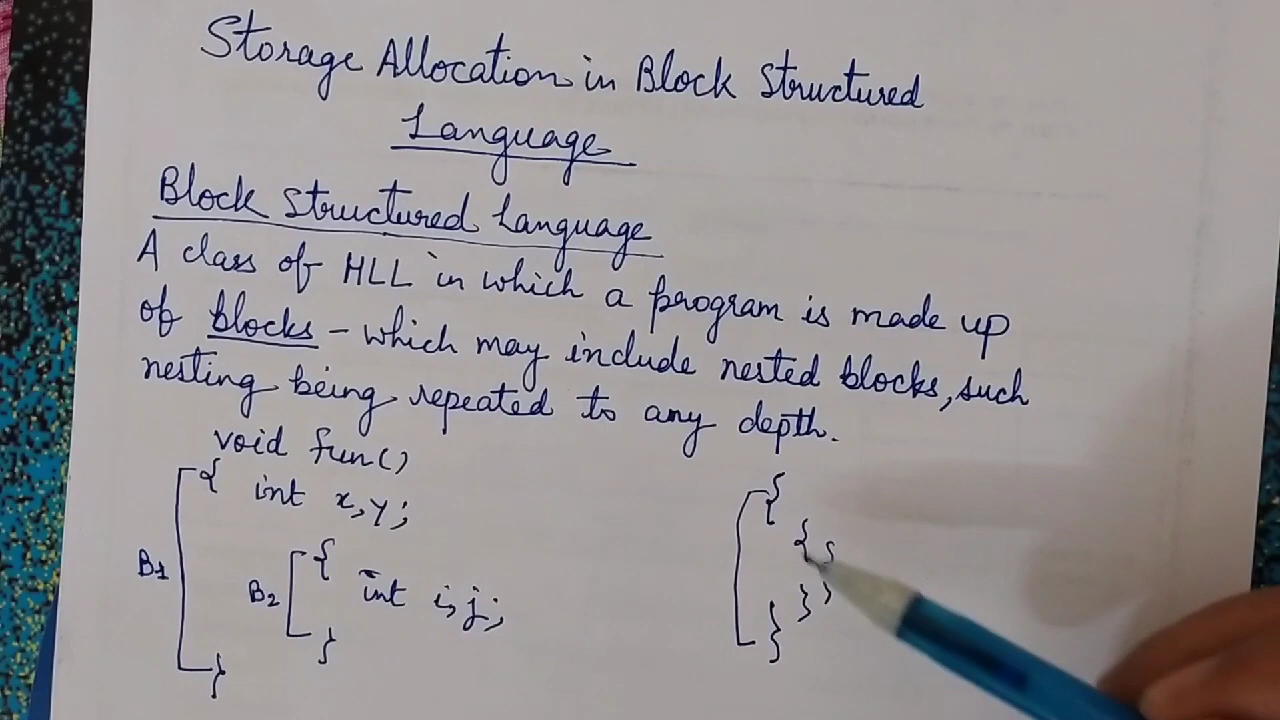 Storage Allocation in Block Structured
Language
Block Structured Language
A class of HLL in which a program is made up
of blocks - which may include nested blocks, such
nesting being repeated to any depth.
void fun()
{ int x, y;
B1
{
B2
int i, j;
}
}
{
{ {
} }
}